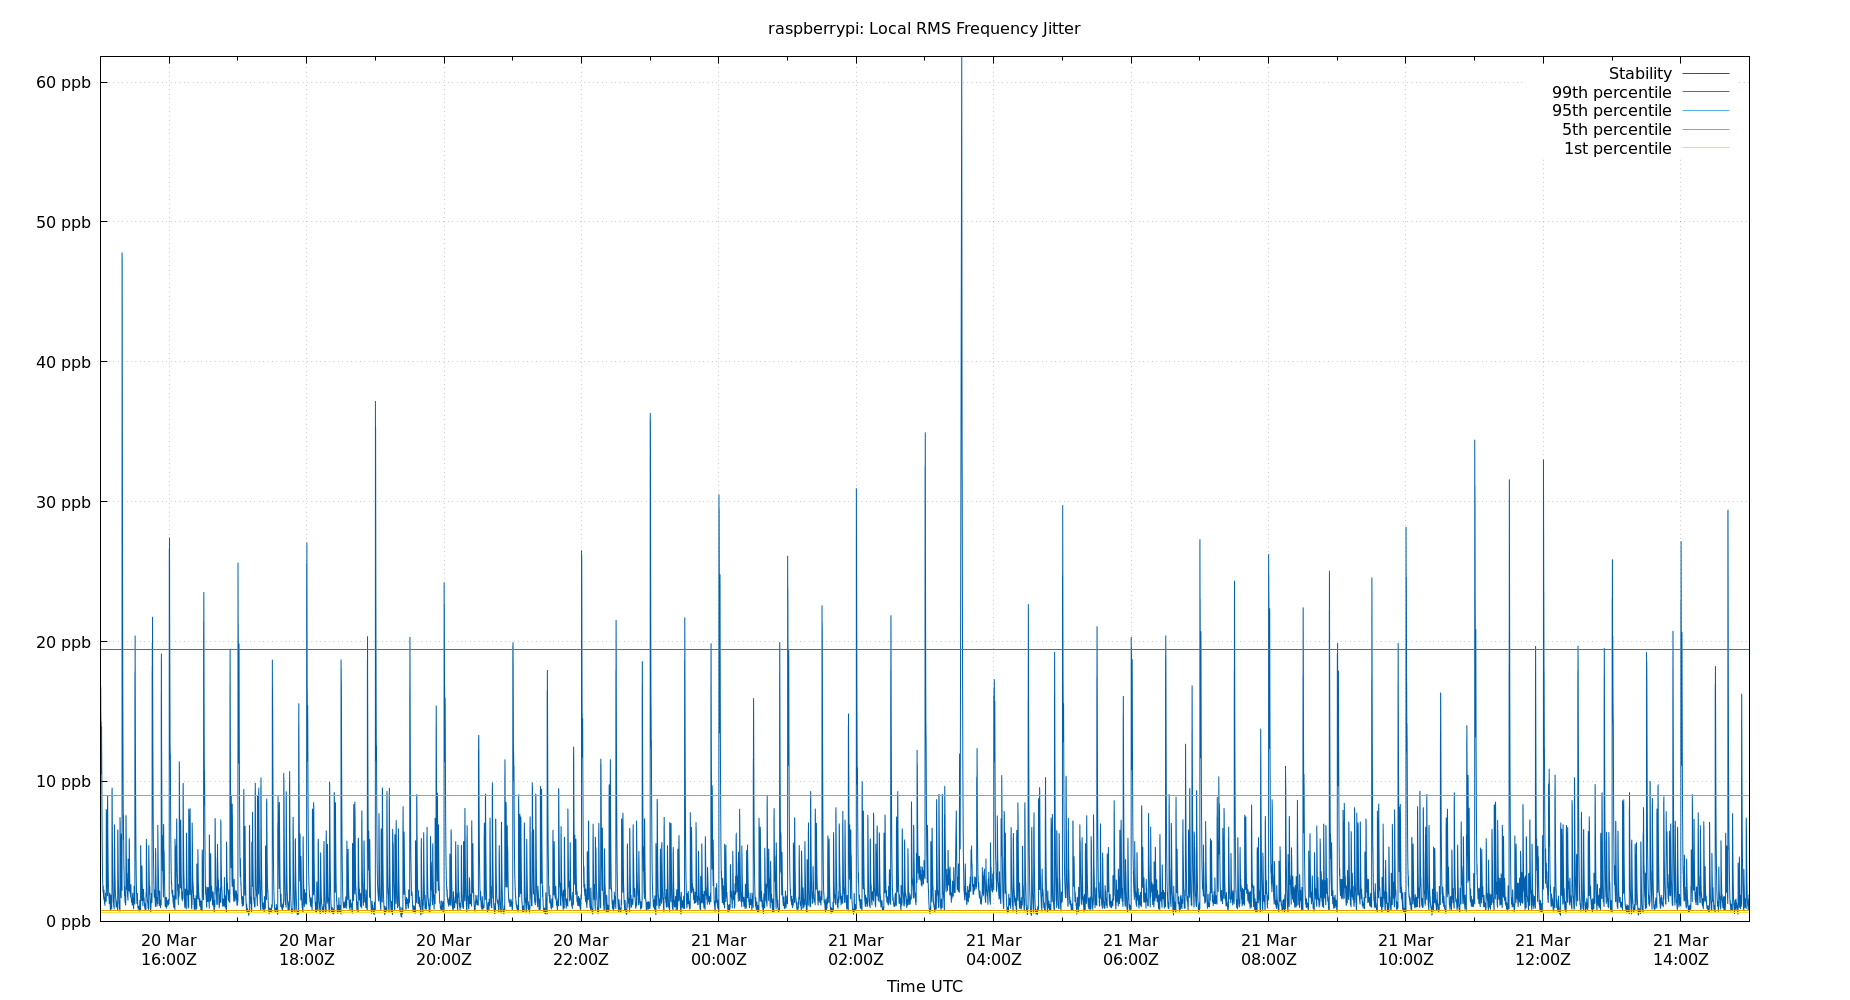 raspberrypi: Local RMS Frequency Jitter
60 ppb
50 ppb
40 ppb
30 ppb
20 ppb
10 ppb
0 ppb
Stability
99th percentile
95th percentile
5th percentile
1st percentile
20 Mar 20 Mar 20 Mar 20 Mar 21 Mar 21 Mar 21 Mar 21 Mar 21 Mar 21 Mar 21 Mar 21 Mar
16:00Z 18:00Z 20:00Z 22:00Z 00:00Z 02:00Z 04:00Z 06:00Z 08:00Z 10:00Z 12:00Z 14:00Z
Time UTC